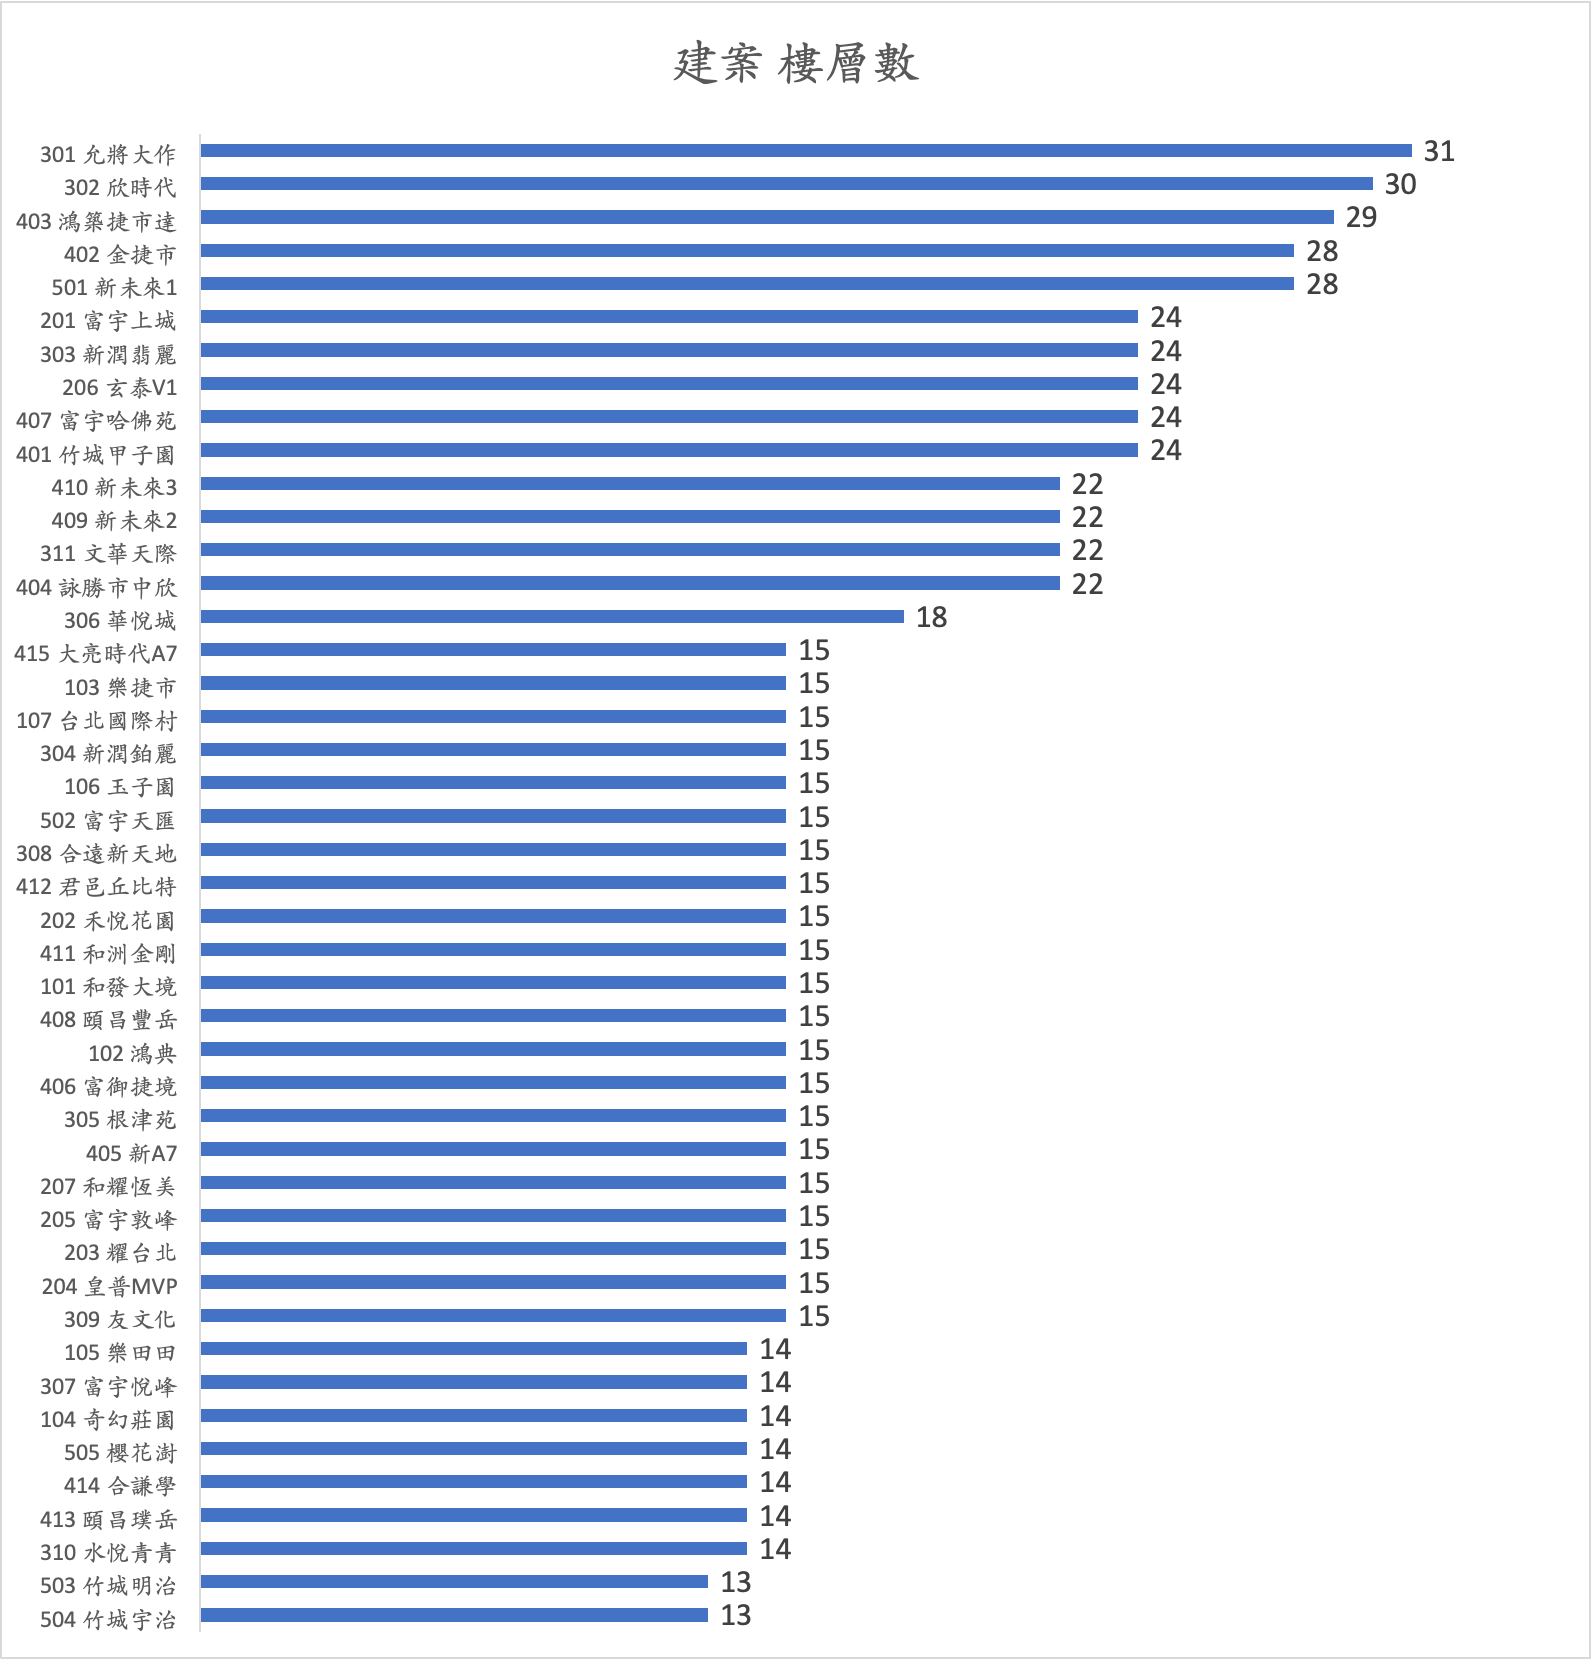 建案 樓層數
301 允將大作 31
302 欣時代 30
403 鴻築捷市達 29
402 金捷市 28
501 新未來1 28
201 富宇上城 24
303 新潤翡麗 24
206 玄泰V1 24
407 富宇哈佛苑 24
401 竹城甲子園 24
410 新未來3 22
409 新未來2 22
311 文華天際 22
404 詠勝市中欣 22
306 華悅城 18
415 大亮時代A7 15
103 樂捷市 15
107 台北國際村 15
304 新潤鉑麗 15
106 玉子園 15
502 富宇天匯 15
308 合遠新天地 15
412 君邑丘比特 15
202 禾悅花園 15
411 和洲金剛 15
101 和發大境 15
408 頤昌豐岳 15
102 鴻典 15
406 富御捷境 15
305 根津苑 15
405 新A7 15
207 和耀恆美 15
205 富宇敦峰 15
203 耀台北 15
204 皇普MVP 15
309 友文化 15
105 樂田田 14
307 富宇悅峰 14
104 奇幻莊園 14
505 櫻花澍 14
414 合謙學 14
413 頤昌璞岳 14
310 水悅青青 14
503 竹城明治 13
504 竹城宇治 13